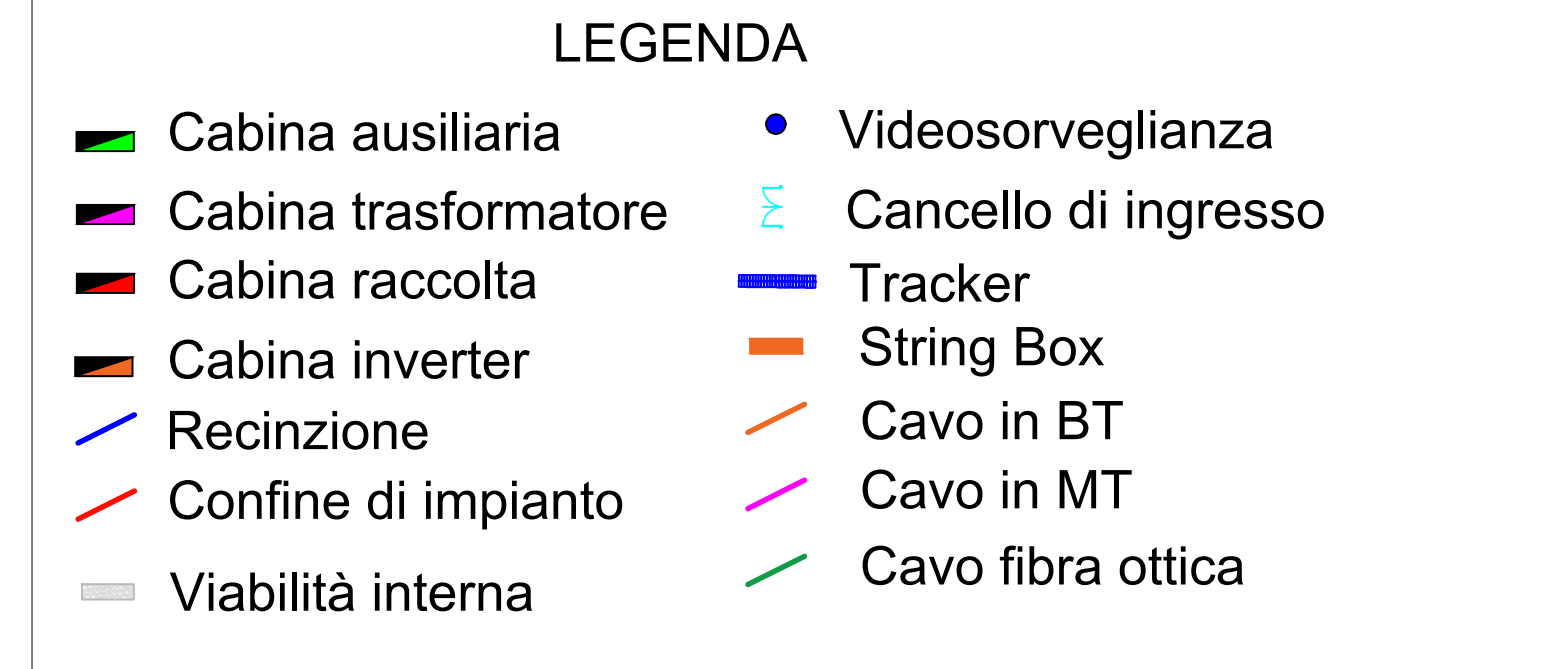 LEGENDA
Cabina ausiliaria
Cabina trasformatore
Cabina raccolta
Cabina inverter
Recinzione
Confine di impianto
Viabilità interna
Videosorveglianza
Cancello di ingresso
Tracker
String Box
Cavo in BT
Cavo in MT
Cavo fibra ottica